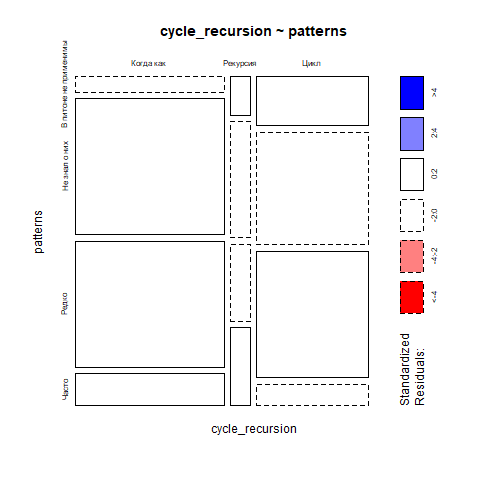 cycle_recursion ~ patterns
Когда как
Рекурсия
Цикл
В питоне не применимы
Не знал о них
Редко
Часто
patterns
cycle_recursion
>4
2:4
0:2
-2:0
-4:-2
<-4
Standardized
Residuals: